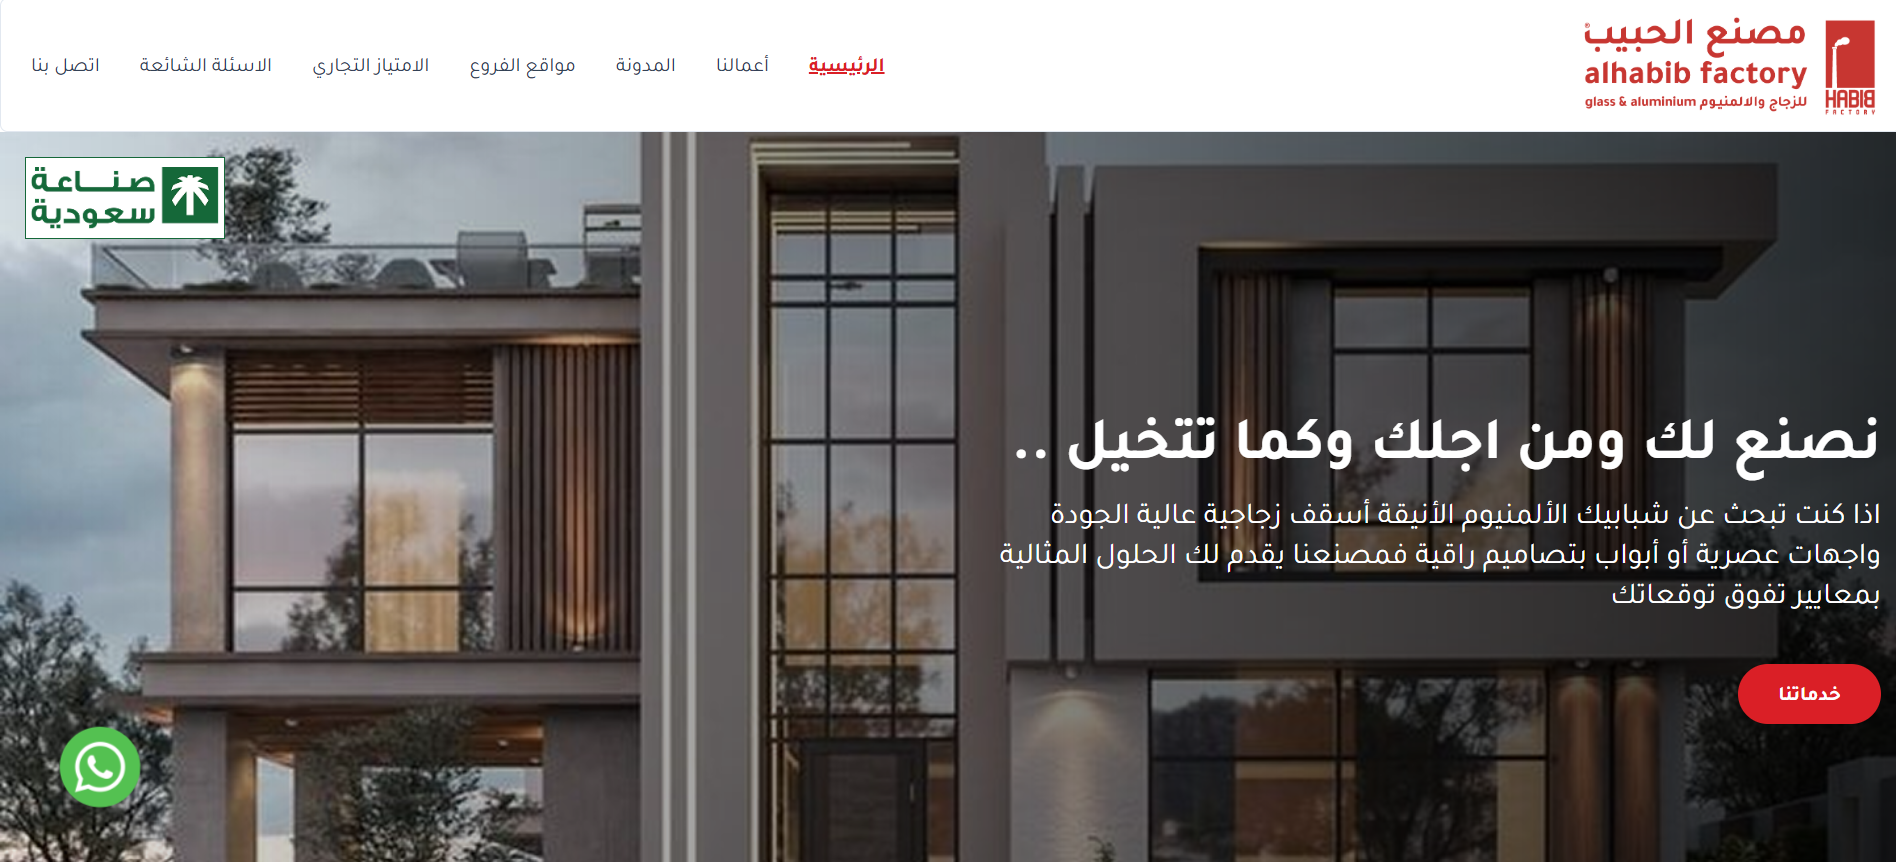 مصنع الحبيب®
alhabib factory
للزجاج والالمنيوم glass & aluminium
HABIB
FACTORY
الرئيسية
أعمالنا
المدونة
مواقع الفروع
الامتياز التجاري
الاسئلة الشائعة
اتصل بنا
صناعة
سعودية
نصنع لك ومن اجلك وكما تتخيل ..
اذا كنت تبحث عن شبابيك الألمنيوم الأنيقة أسقف زجاجية عالية الجودة
واجهات عصرية أو أبواب بتصاميم راقية فمصنعنا يقدم لك الحلول المثالية
بمعايير تفوق توقعاتك
خدماتنا